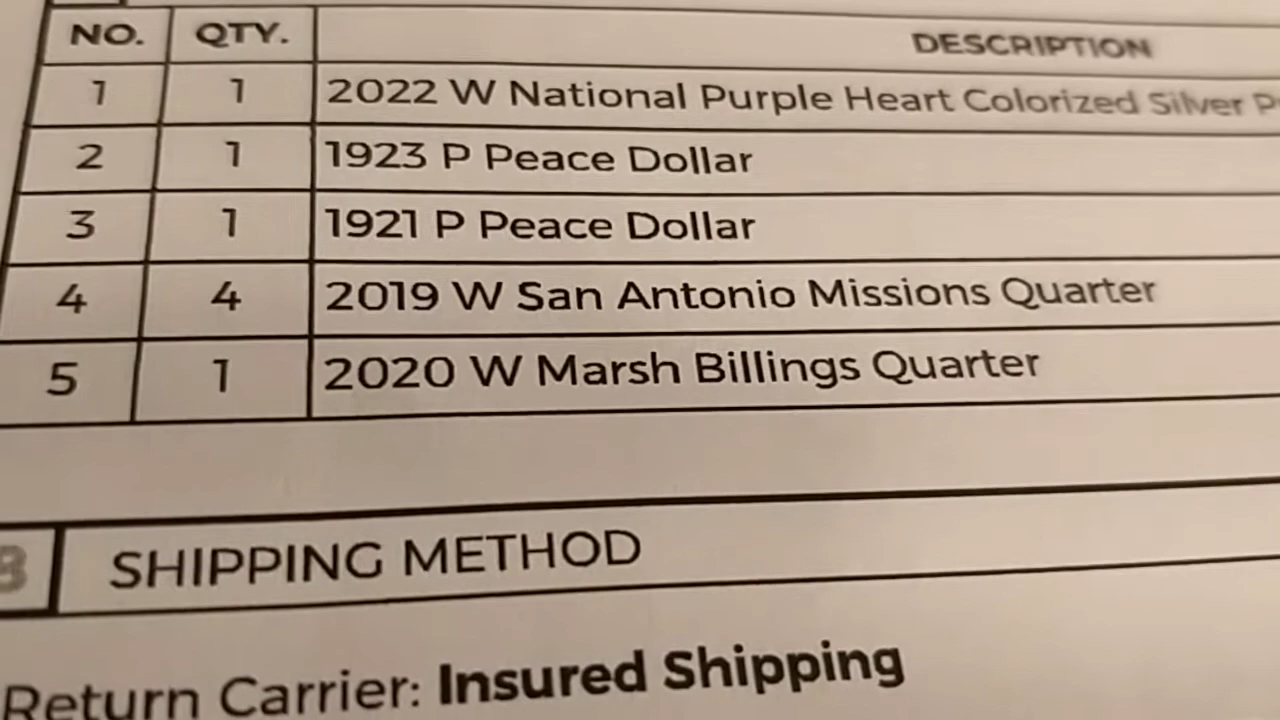 NO. QTY. DESCRIPTION
1 1 2022 W National Purple Heart Colorized Silver
2 1 1923 P Peace Dollar
3 1 1921 P Peace Dollar
4 4 2019 W San Antonio Missions Quarter
5 1 2020 W Marsh Billings Quarter
SHIPPING METHOD
Return Carrier: Insured Shipping